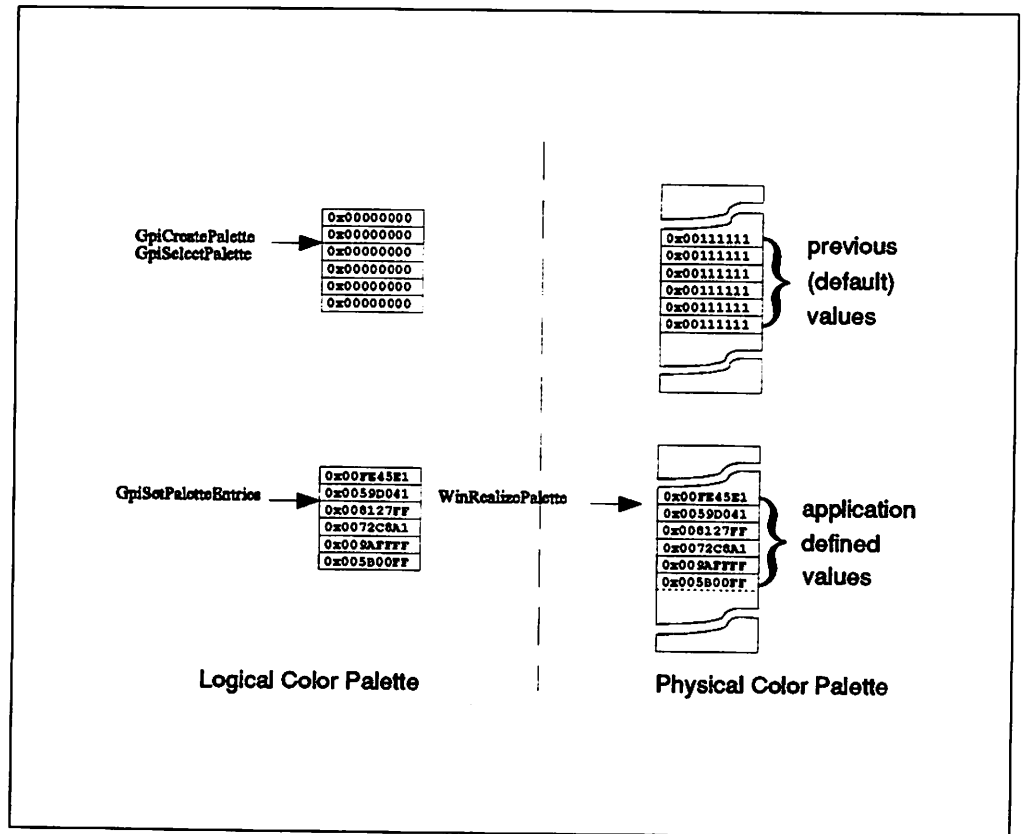 GpiCreatePalette
GpiSelectPalette
0x00000000
0x00000000
0x00000000
0x00000000
0x00000000
0x00000000
0x00111111
0x00111111
0x00111111
0x00111111
0x00111111
0x00111111
previous
(default)
values
GpiSetPaletteEntries
0x00FE45E1
0x0059D041
0x008127FF
0x0072C8A1
0x009AFFFF
0x005B00FF
WinRealizePalette
0x00FE45E1
0x0059D041
0x008127FF
0x0072C8A1
0x009AFFFF
0x005B00FF
application
defined
values
Logical Color Palette
Physical Color Palette